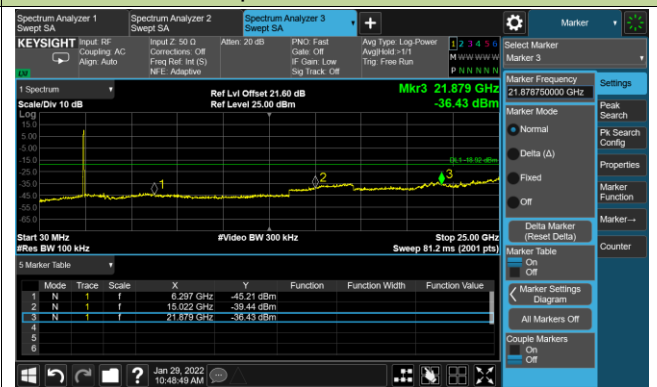 Spectrum Analyzer 1
Swept SA
Spectrum Analyzer 2
Swept SA
Spectrum Analyzer 3
Swept SA
+
Marker
KEYSIGHT
Input: RF
Coupling: AC
Align: Auto
Input Z: 50 Ω
Corrections: Off
Freq Ref: Int (S)
NFE: Adaptive
Atten: 20 dB
PNO: Fast
Gate: Off
IF Gain: Low
Sig Track: Off
Avg Type: Log-Power
Avg|Hold:>1/1
Trig: Free Run
1 2 3 4 5 6
M W W W W W
P N N N N N
Select Marker
Marker 3
1 Spectrum
Scale/Div 10 dB
Ref Lvl Offset 21.60 dB
Ref Level 25.00 dBm
Mkr3 21.879 GHz
-36.43 dBm
Log
15.0
5.00
-5.00
-15.0
-25.0
-35.0
-45.0
-55.0
-65.0
DL1 -18.92 dBm
1
2
3
Start 30 MHz
#Res BW 100 kHz
#Video BW 300 kHz
Stop 25.00 GHz
Sweep 81.2 ms (2001 pts)
5 Marker Table
Mode Trace Scale X Y Function Function Width Function Value
1 N 1 f 6.297 GHz -45.21 dBm
2 N 1 f 15.022 GHz -39.44 dBm
3 N 1 f 21.879 GHz -36.43 dBm
4
5
6
Marker Frequency
21.878750000 GHz
Marker Mode
Normal
Delta (Δ)
Fixed
Off
Delta Marker
(Reset Delta)
Marker Table
On
Off
Marker Settings
Diagram
All Markers Off
Couple Markers
On
Off
Settings
Peak
Search
Pk Search
Config
Properties
Marker
Function
Marker→
Counter
?
Jan 29, 2022
10:48:49 AM